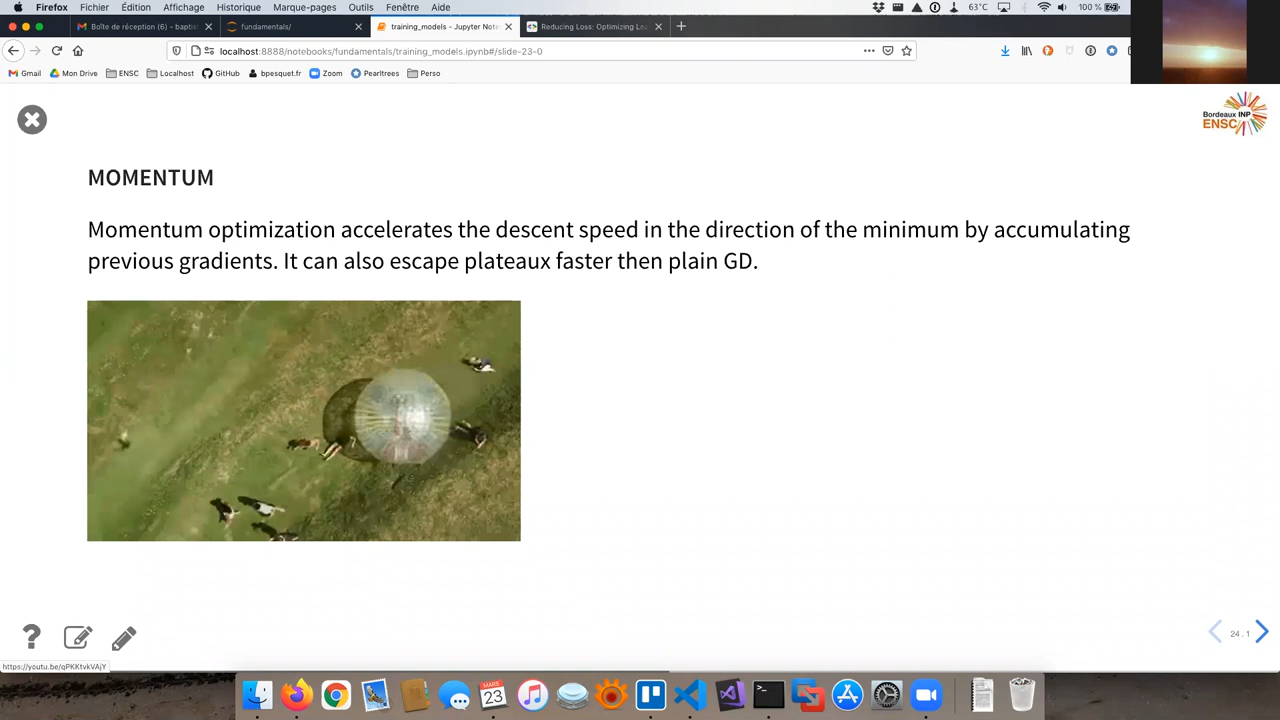 Firefox Fichier Édition Affichage Historique Marque-pages Outils Fenêtre Aide 63°C 100 %
Boîte de réception (6) – baptis fundamentals/ training_models - Jupyter Note Reducing Loss: Optimizing Lea
localhost:8888/notebooks/fundamentals/training_models.ipynb#/slide-23-0
Gmail Mon Drive ENSC Localhost GitHub bpesquet.fr Zoom Pearltrees Perso
Bordeaux INP
ENSC
MOMENTUM
Momentum optimization accelerates the descent speed in the direction of the minimum by accumulating
previous gradients. It can also escape plateaux faster then plain GD.
24.1
https://youtu.be/qPKKtvkVAjY
MARS
23